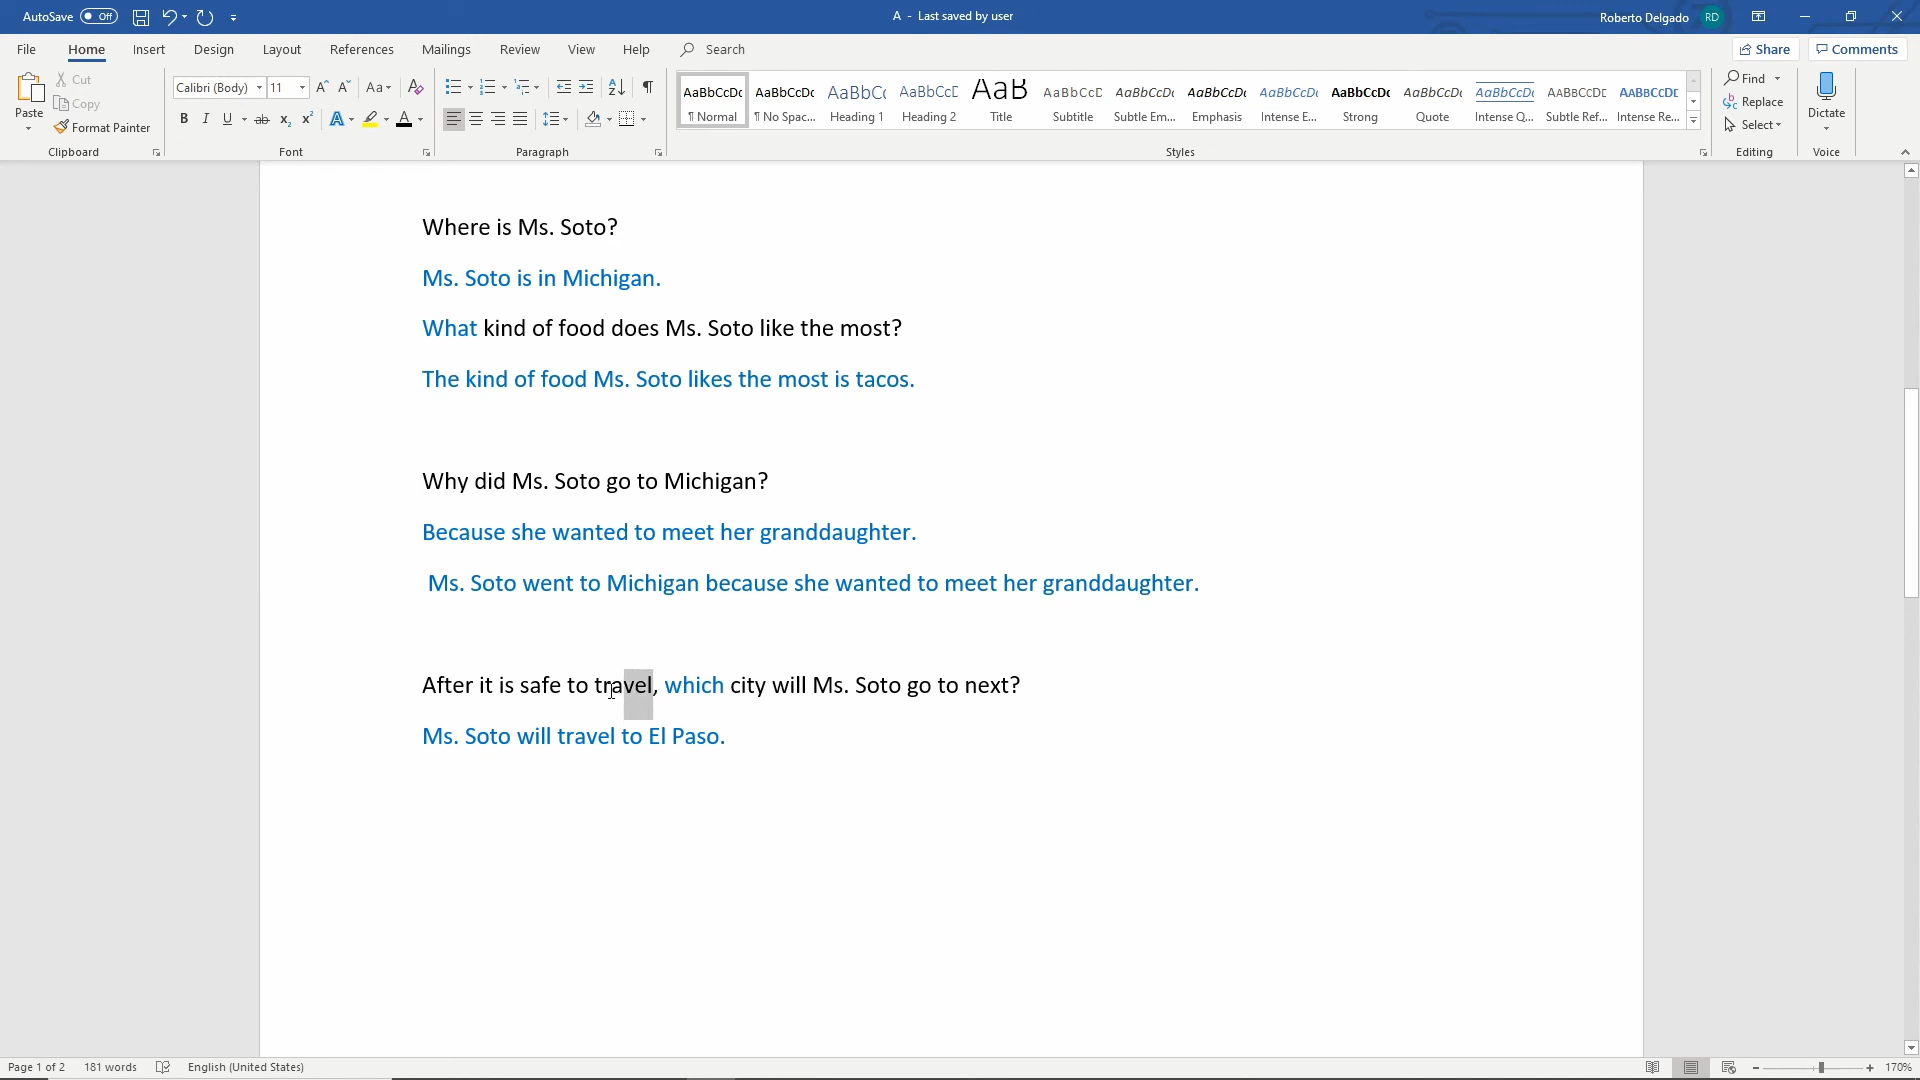 AutoSave Off A - Last saved by user Roberto Delgado RD
File Home Insert Design Layout References Mailings Review View Help Search Share Comments
Paste Cut Copy Format Painter Clipboard
Calibri (Body) 11 Aa Font
B I U ab x₂ x² A A
Paragraph
AaBbCcDc ¶ Normal
AaBbCcDc ¶ No Spac...
AaBbCc Heading 1
AaBbCcD Heading 2
AaB Title
AaBbCcD Subtitle
AaBbCcDc Subtle Em...
AaBbCcDc Emphasis
AaBbCcDc Intense E...
AaBbCcDc Strong
AaBbCcDc Quote
AaBbCcDc Intense Q...
AABBCCDE Subtle Ref...
AABBCCDE Intense Re...
Styles
Find Replace Select Editing
Dictate Voice
Where is Ms. Soto?
Ms. Soto is in Michigan.
What kind of food does Ms. Soto like the most?
The kind of food Ms. Soto likes the most is tacos.
Why did Ms. Soto go to Michigan?
Because she wanted to meet her granddaughter.
Ms. Soto went to Michigan because she wanted to meet her granddaughter.
After it is safe to travel, which city will Ms. Soto go to next?
Ms. Soto will travel to El Paso.
Page 1 of 2 181 words English (United States) 170%